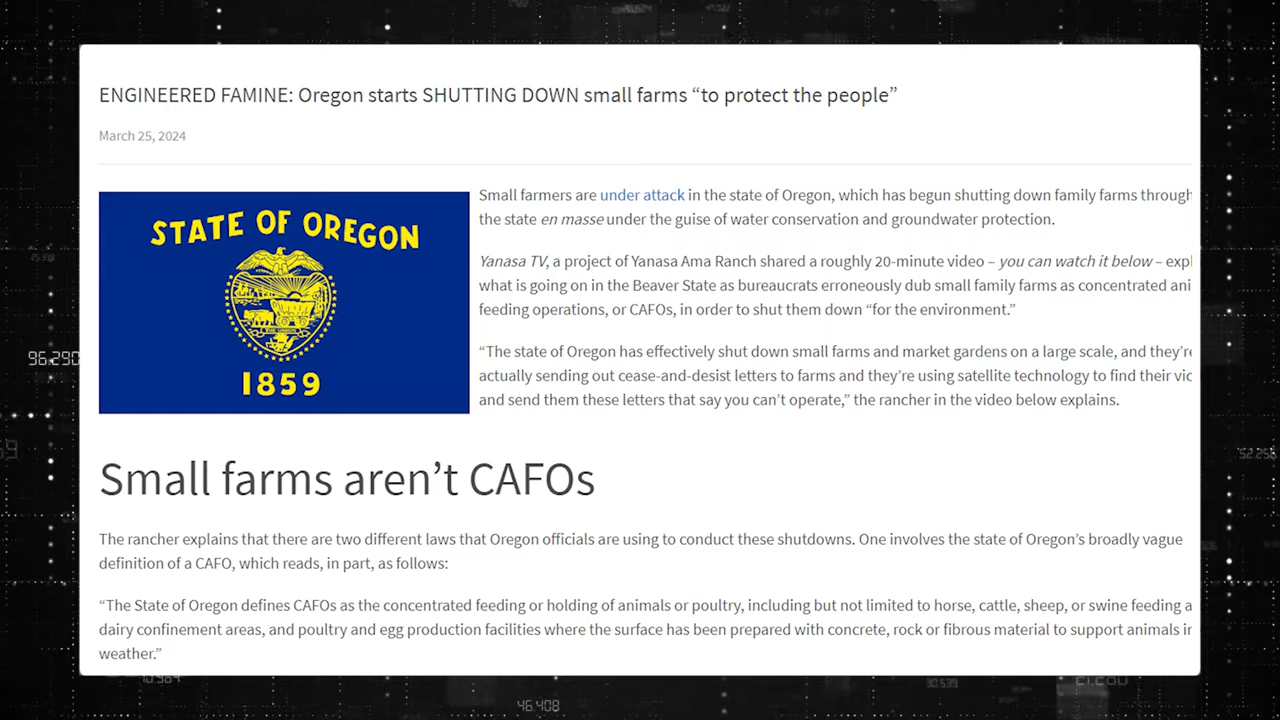 ENGINEERED FAMINE: Oregon starts SHUTTING DOWN small farms “to protect the people”
March 25, 2024
STATE OF OREGON
1859
Small farmers are under attack in the state of Oregon, which has begun shutting down family farms through
the state en masse under the guise of water conservation and groundwater protection.
Yanasa TV, a project of Yanasa Ama Ranch shared a roughly 20-minute video – you can watch it below – expl
what is going on in the Beaver State as bureaucrats erroneously dub small family farms as concentrated ani
feeding operations, or CAFOs, in order to shut them down “for the environment.”
“The state of Oregon has effectively shut down small farms and market gardens on a large scale, and they’re
actually sending out cease-and-desist letters to farms and they’re using satellite technology to find their vic
and send them these letters that say you can’t operate,” the rancher in the video below explains.
Small farms aren’t CAFOs
The rancher explains that there are two different laws that Oregon officials are using to conduct these shutdowns. One involves the state of Oregon’s broadly vague
definition of a CAFO, which reads, in part, as follows:
“The State of Oregon defines CAFOs as the concentrated feeding or holding of animals or poultry, including but not limited to horse, cattle, sheep, or swine feeding a
dairy confinement areas, and poultry and egg production facilities where the surface has been prepared with concrete, rock or fibrous material to support animals in
weather.”
96.290
52.256
46.408